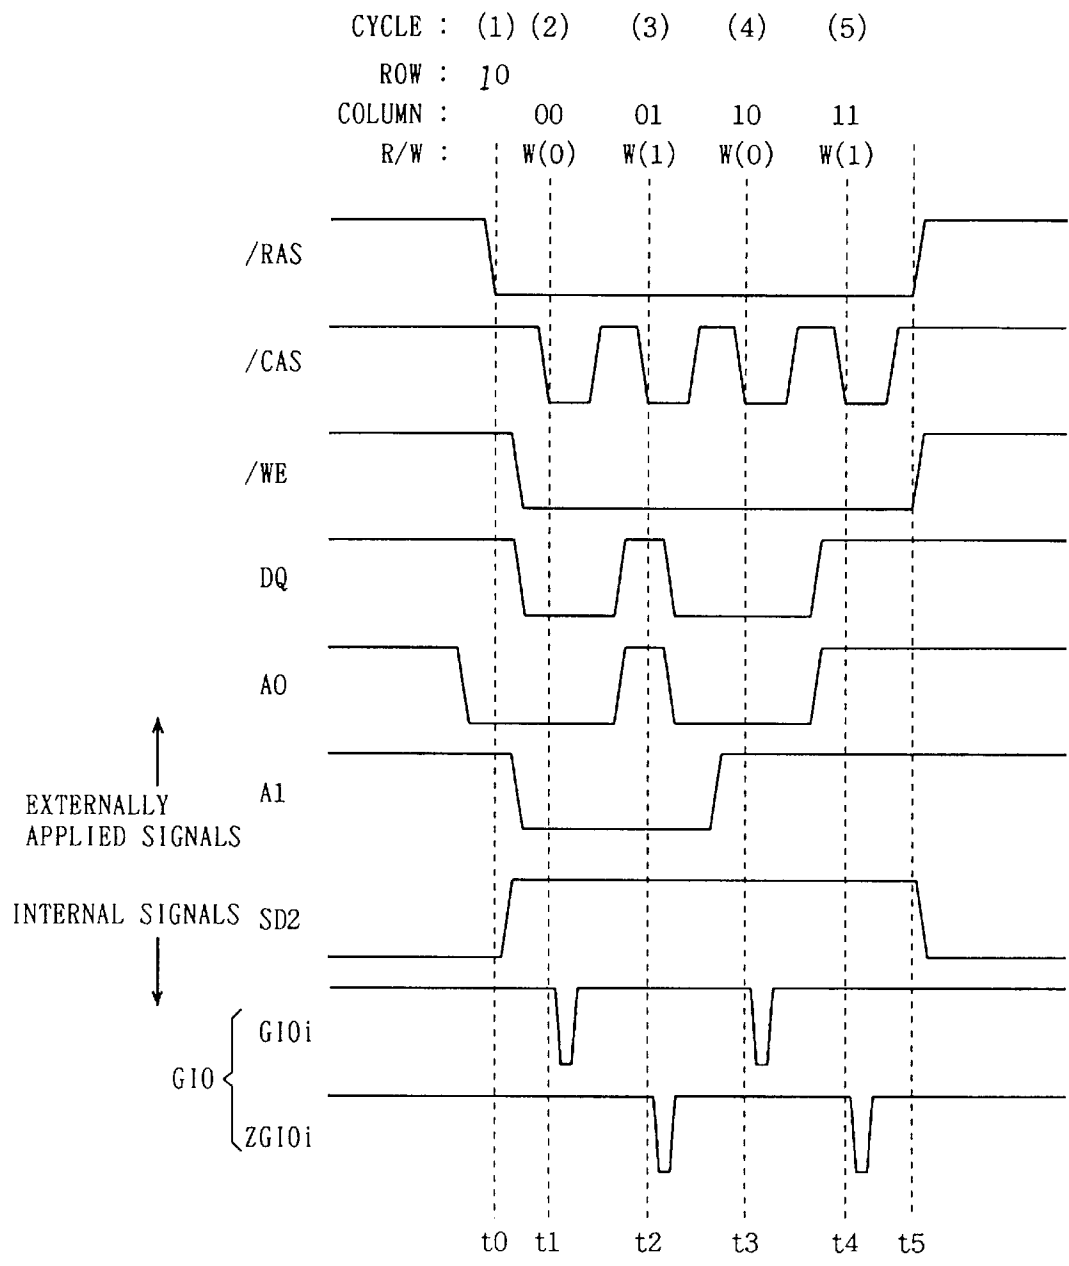 CYCLE : (1) (2) (3) (4) (5)
ROW : 10
COLUMN : 00 01 10 11
R/W : W(0) W(1) W(0) W(1)
/RAS
/CAS
/WE
DQ
A0
A1
EXTERNALLY
APPLIED SIGNALS
INTERNAL SIGNALS
SD2
GIOi
GIO
ZGIOi
t0 t1 t2 t3 t4 t5